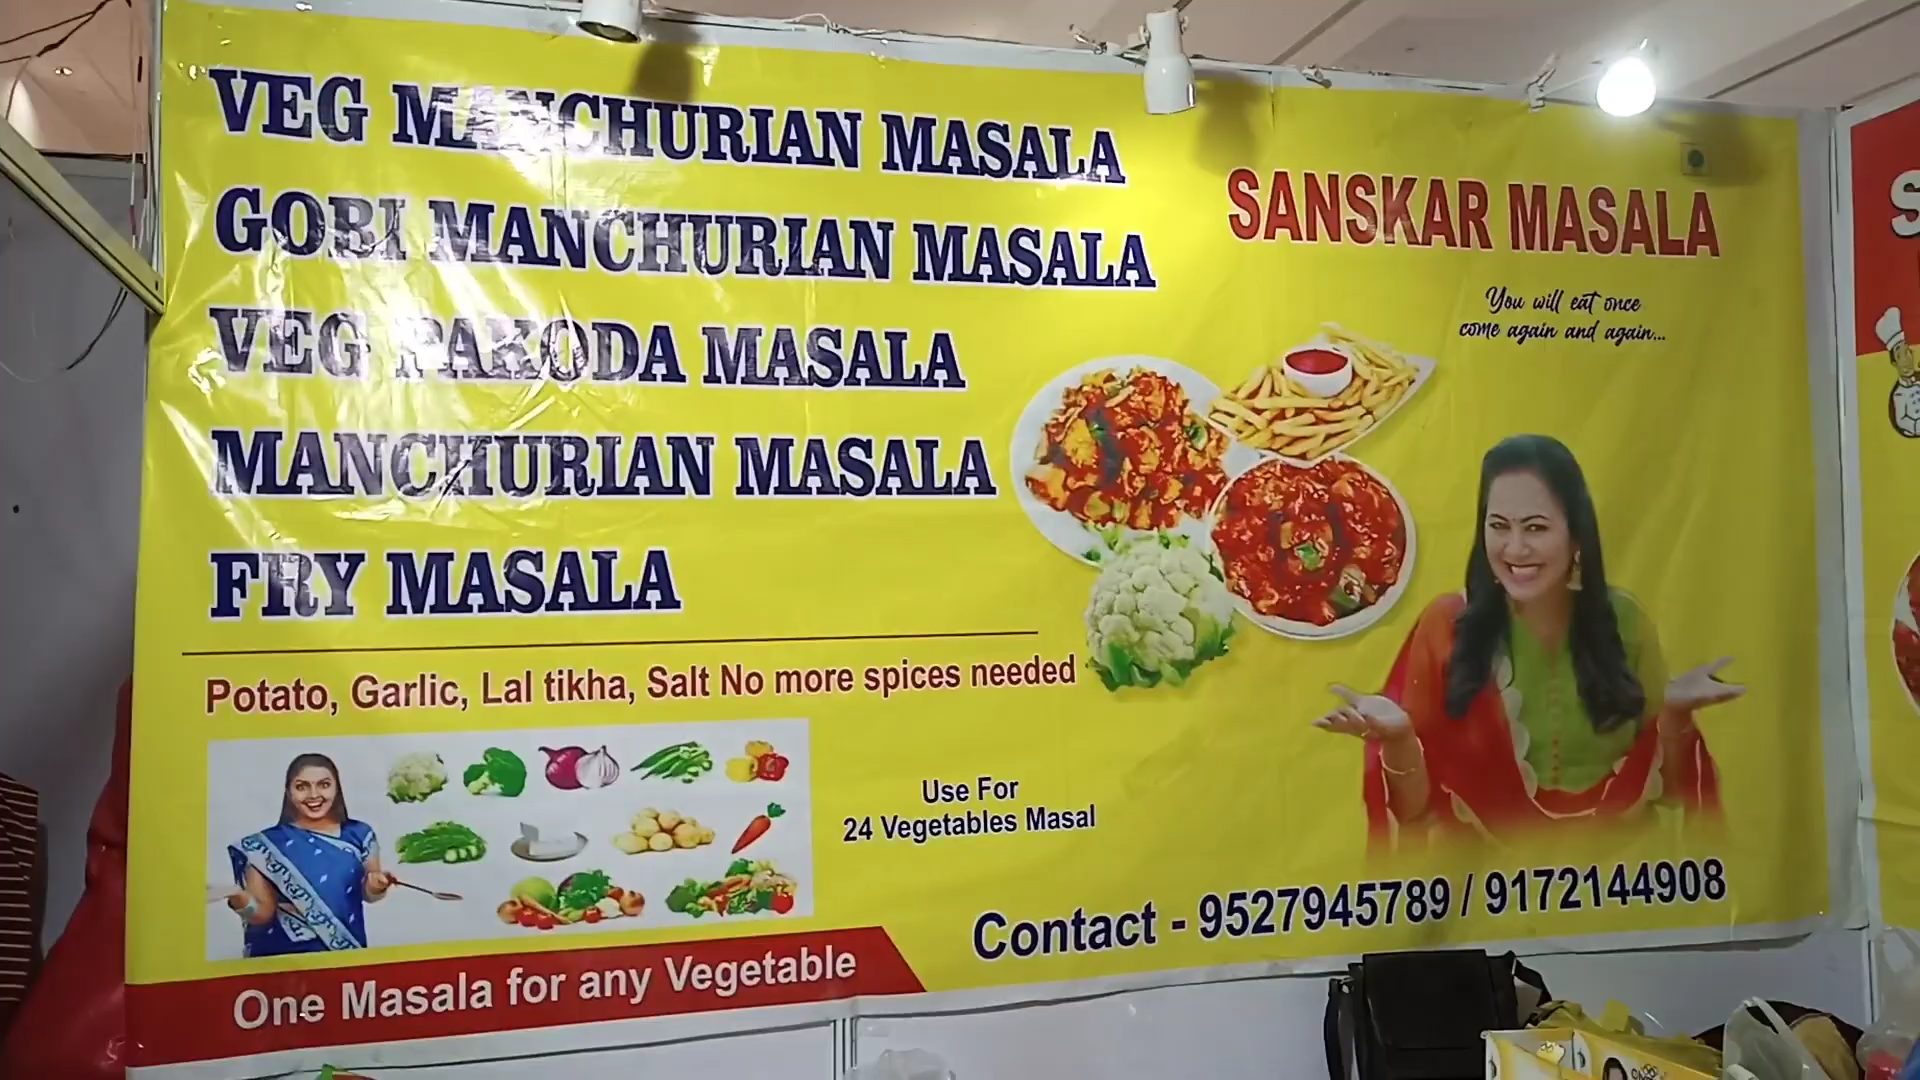 VEG MANCHURIAN MASALA
GOBI MANCHURIAN MASALA
VEG PAKODA MASALA
MANCHURIAN MASALA
FRY MASALA
Potato, Garlic, Lal tikha, Salt No more spices needed
Use For
24 Vegetables Masal
One Masala for any Vegetable
SANSKAR MASALA
You will eat once
come again and again...
Contact - 9527945789 / 9172144908